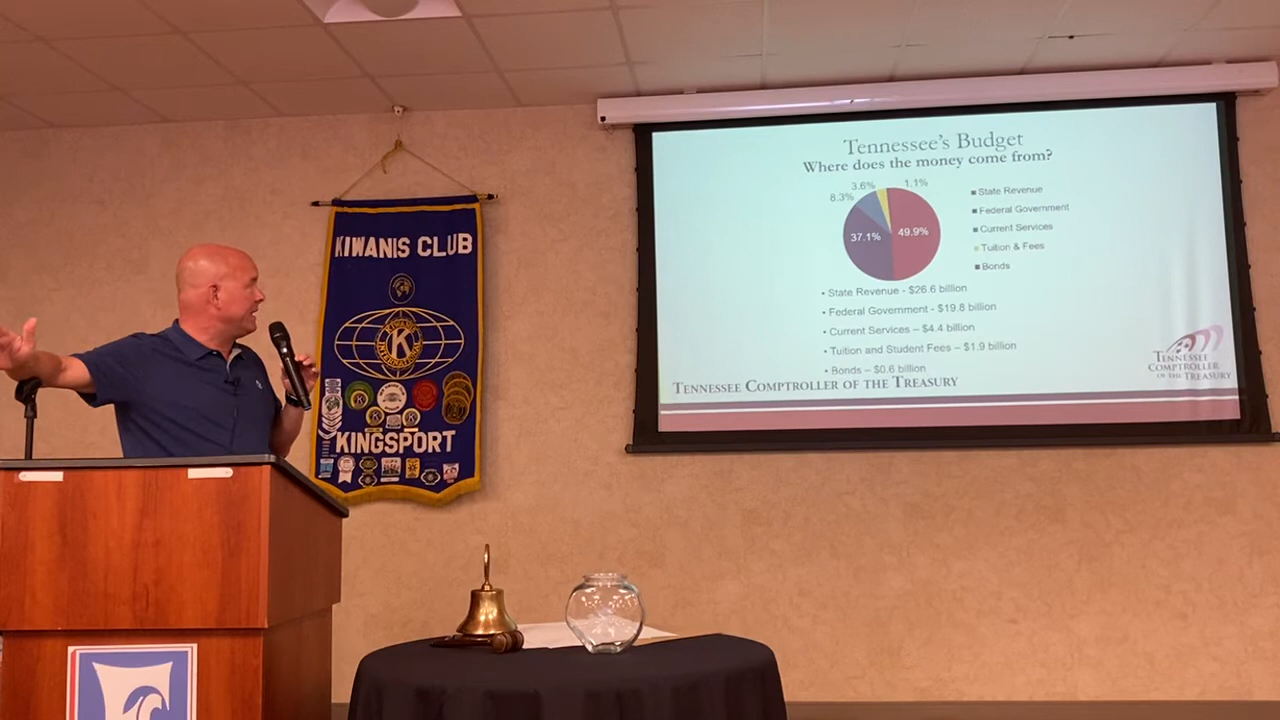 KIWANIS CLUB
KIWANIS
K
INTERNATIONAL
KINGSPORT
Tennessee's Budget
Where does the money come from?
3.6%
1.1%
8.3%
37.1%
49.9%
State Revenue
Federal Government
Current Services
Tuition & Fees
Bonds
• State Revenue - $26.6 billion
• Federal Government - $19.8 billion
• Current Services – $4.4 billion
• Tuition and Student Fees – $1.9 billion
• Bonds – $0.6 billion
Tennessee Comptroller of the Treasury
Tennessee
Comptroller
of the Treasury